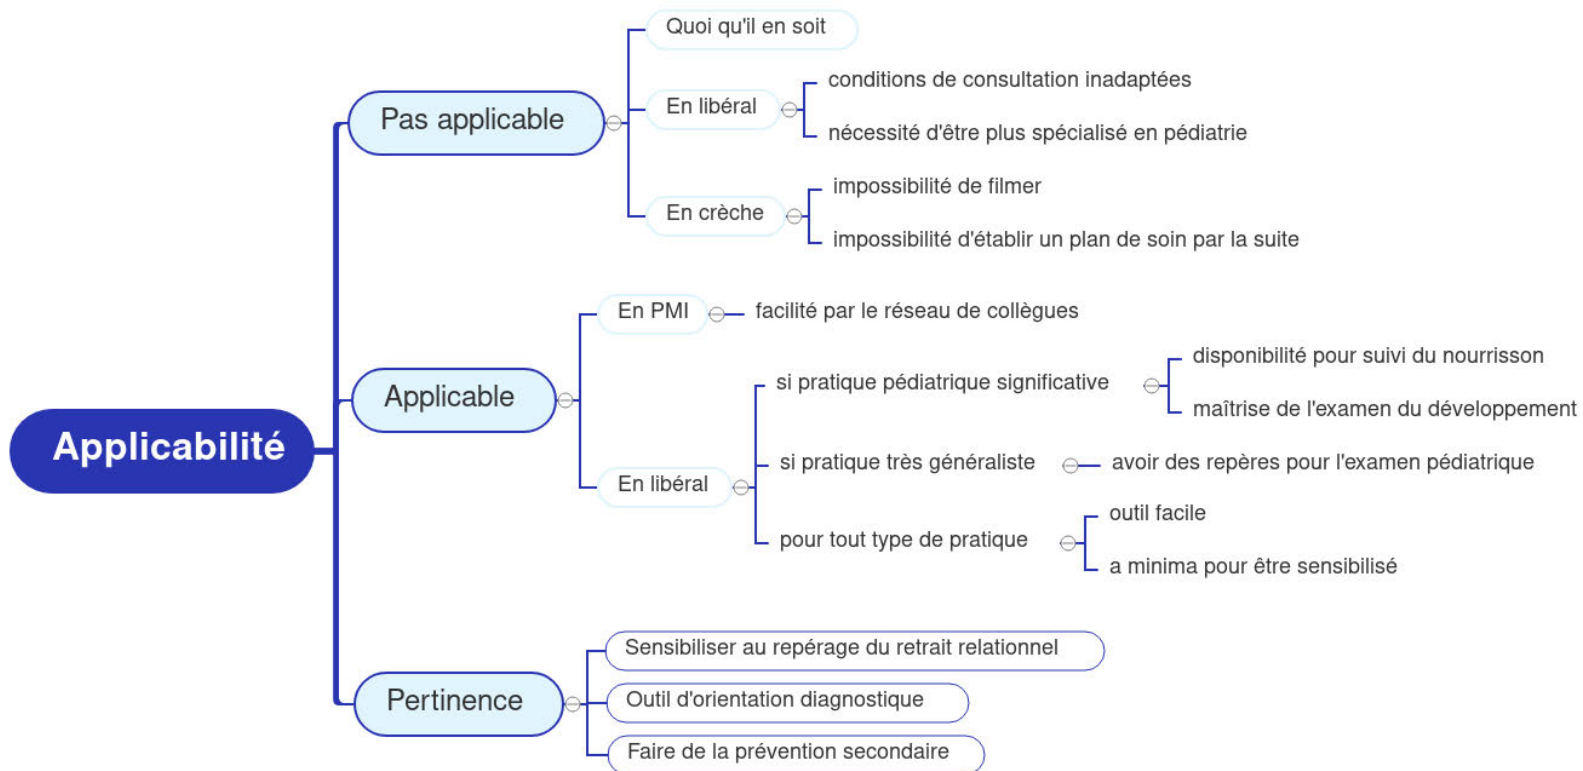 Applicabilité
Pas applicable
Quoi qu'il en soit
En libéral
conditions de consultation inadaptées
nécessité d'être plus spécialisé en pédiatrie
En crèche
impossibilité de filmer
impossibilité d'établir un plan de soin par la suite
Applicable
En PMI
facilité par le réseau de collègues
En libéral
si pratique pédiatrique significative
disponibilité pour suivi du nourrisson
maîtrise de l'examen du développement
si pratique très généraliste
avoir des repères pour l'examen pédiatrique
pour tout type de pratique
outil facile
a minima pour être sensibilisé
Pertinence
Sensibiliser au repérage du retrait relationnel
Outil d'orientation diagnostique
Faire de la prévention secondaire